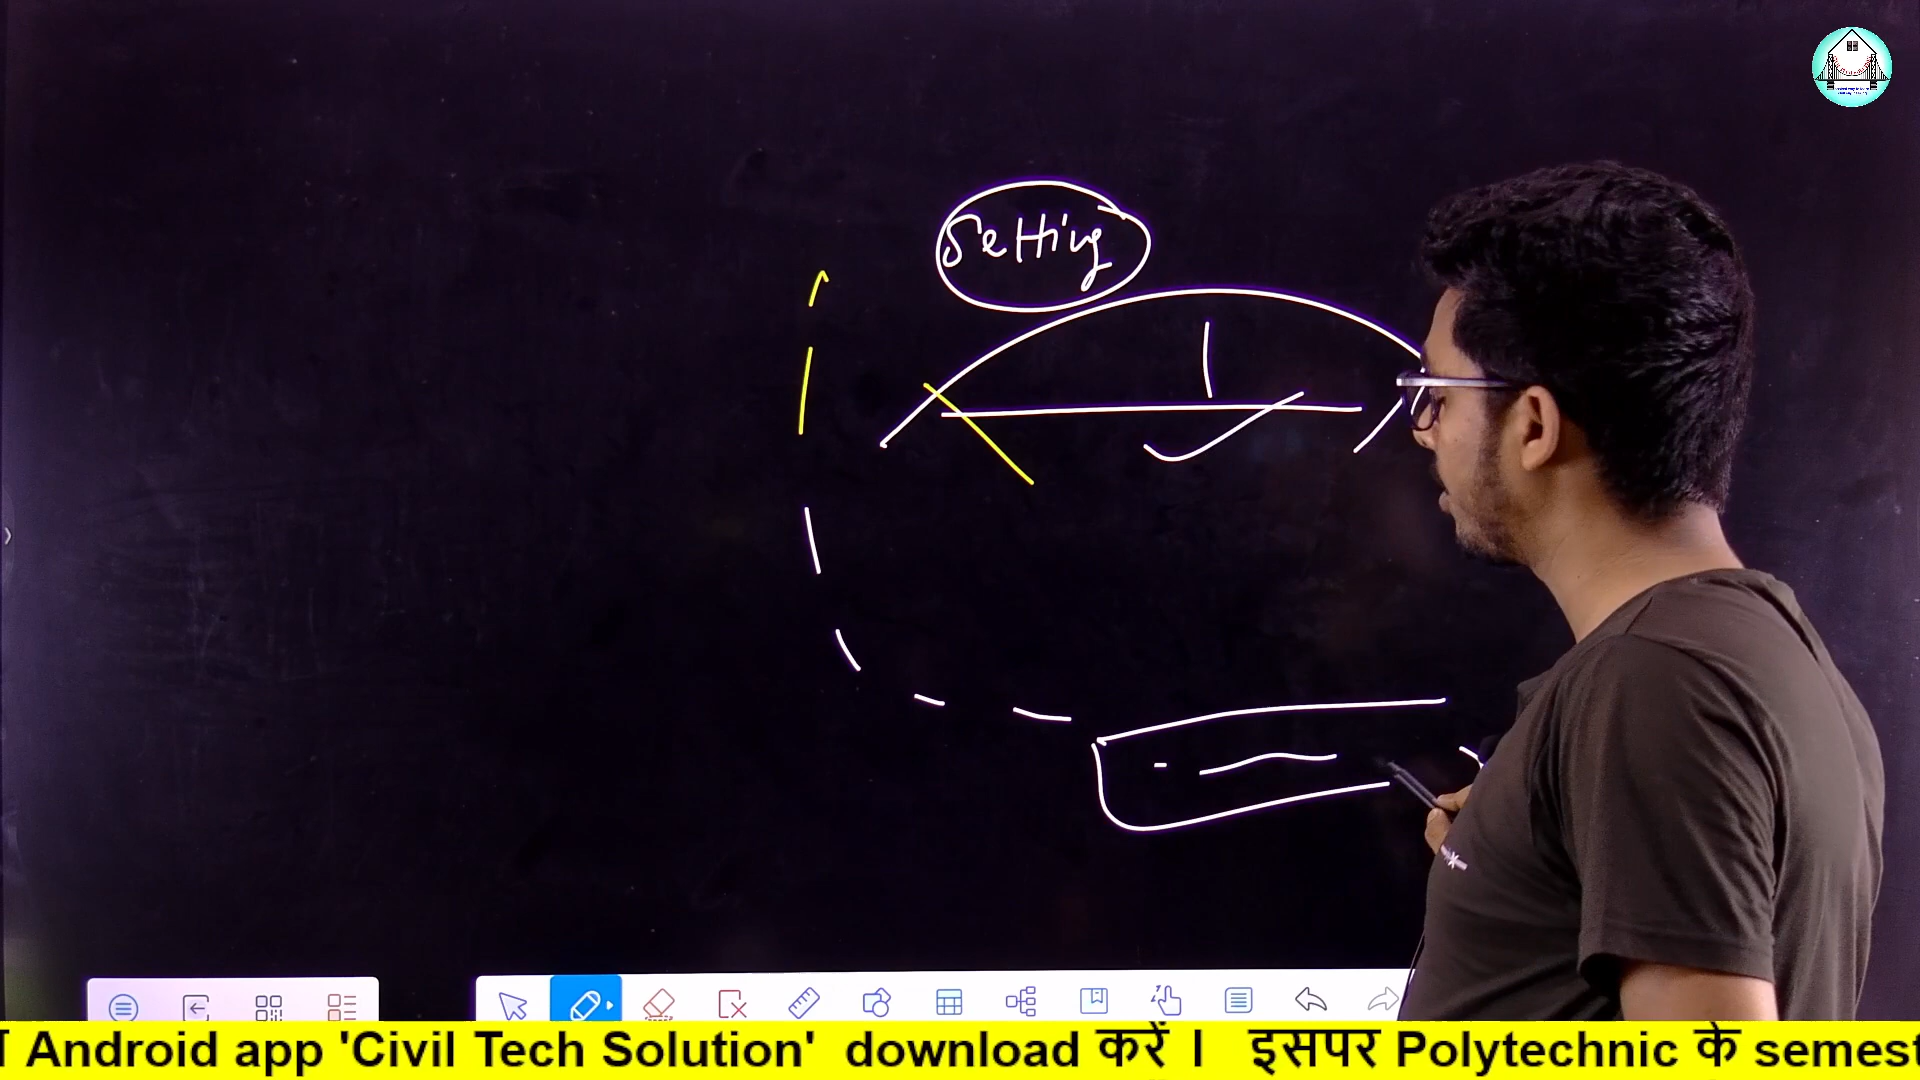 Setting
Android app 'Civil Tech Solution' download करें । इसपर Polytechnic के semest